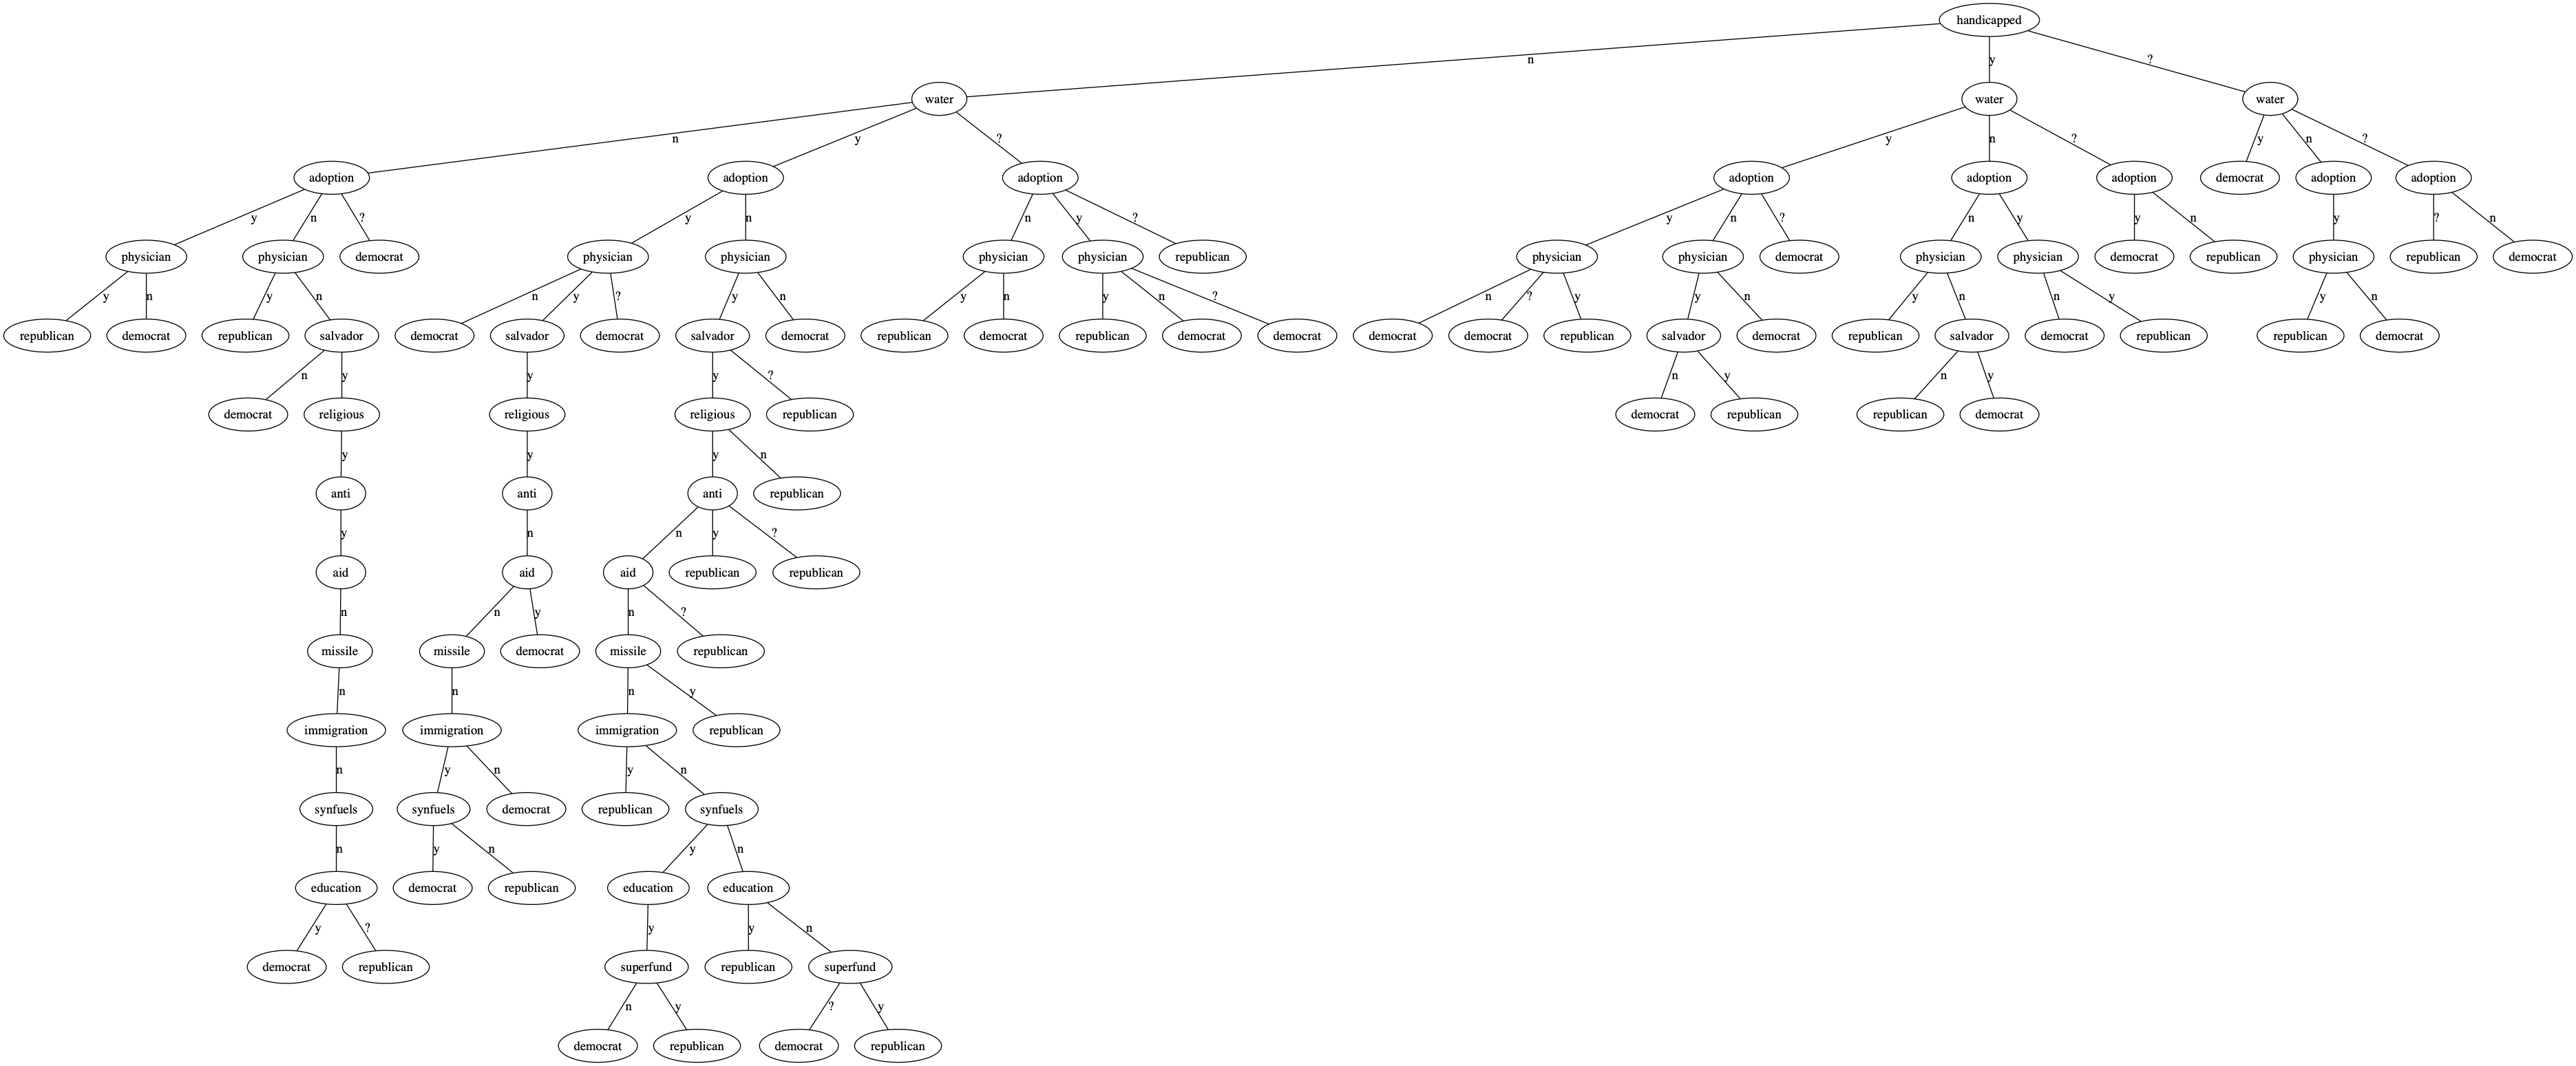 handicapped
n y ?
water water water
n y ? y n ? y n ?
adoption adoption adoption adoption adoption adoption democrat adoption adoption
y n ? y n n y ? y n ? n y y n y ? n
physician physician democrat physician physician physician physician republican physician physician democrat physician physician democrat republican physician republican democrat
y n y n n y ? y n y n y n ? n ? y y n y n n y y n
republican democrat republican salvador democrat salvador democrat salvador democrat republican democrat republican democrat democrat democrat democrat republican salvador democrat republican salvador democrat republican republican democrat
n y y y ? n y n y
democrat religious religious religious republican democrat republican republican democrat
y y y n
anti anti anti republican
y n n y ?
aid aid aid republican republican
n n y n ?
missile missile democrat missile republican
n n n y
immigration immigration immigration republican
n y n y n
synfuels synfuels democrat republican synfuels
n y n y n
education democrat republican education education
y ? y y n
democrat republican superfund republican superfund
n y ? y
democrat republican democrat republican